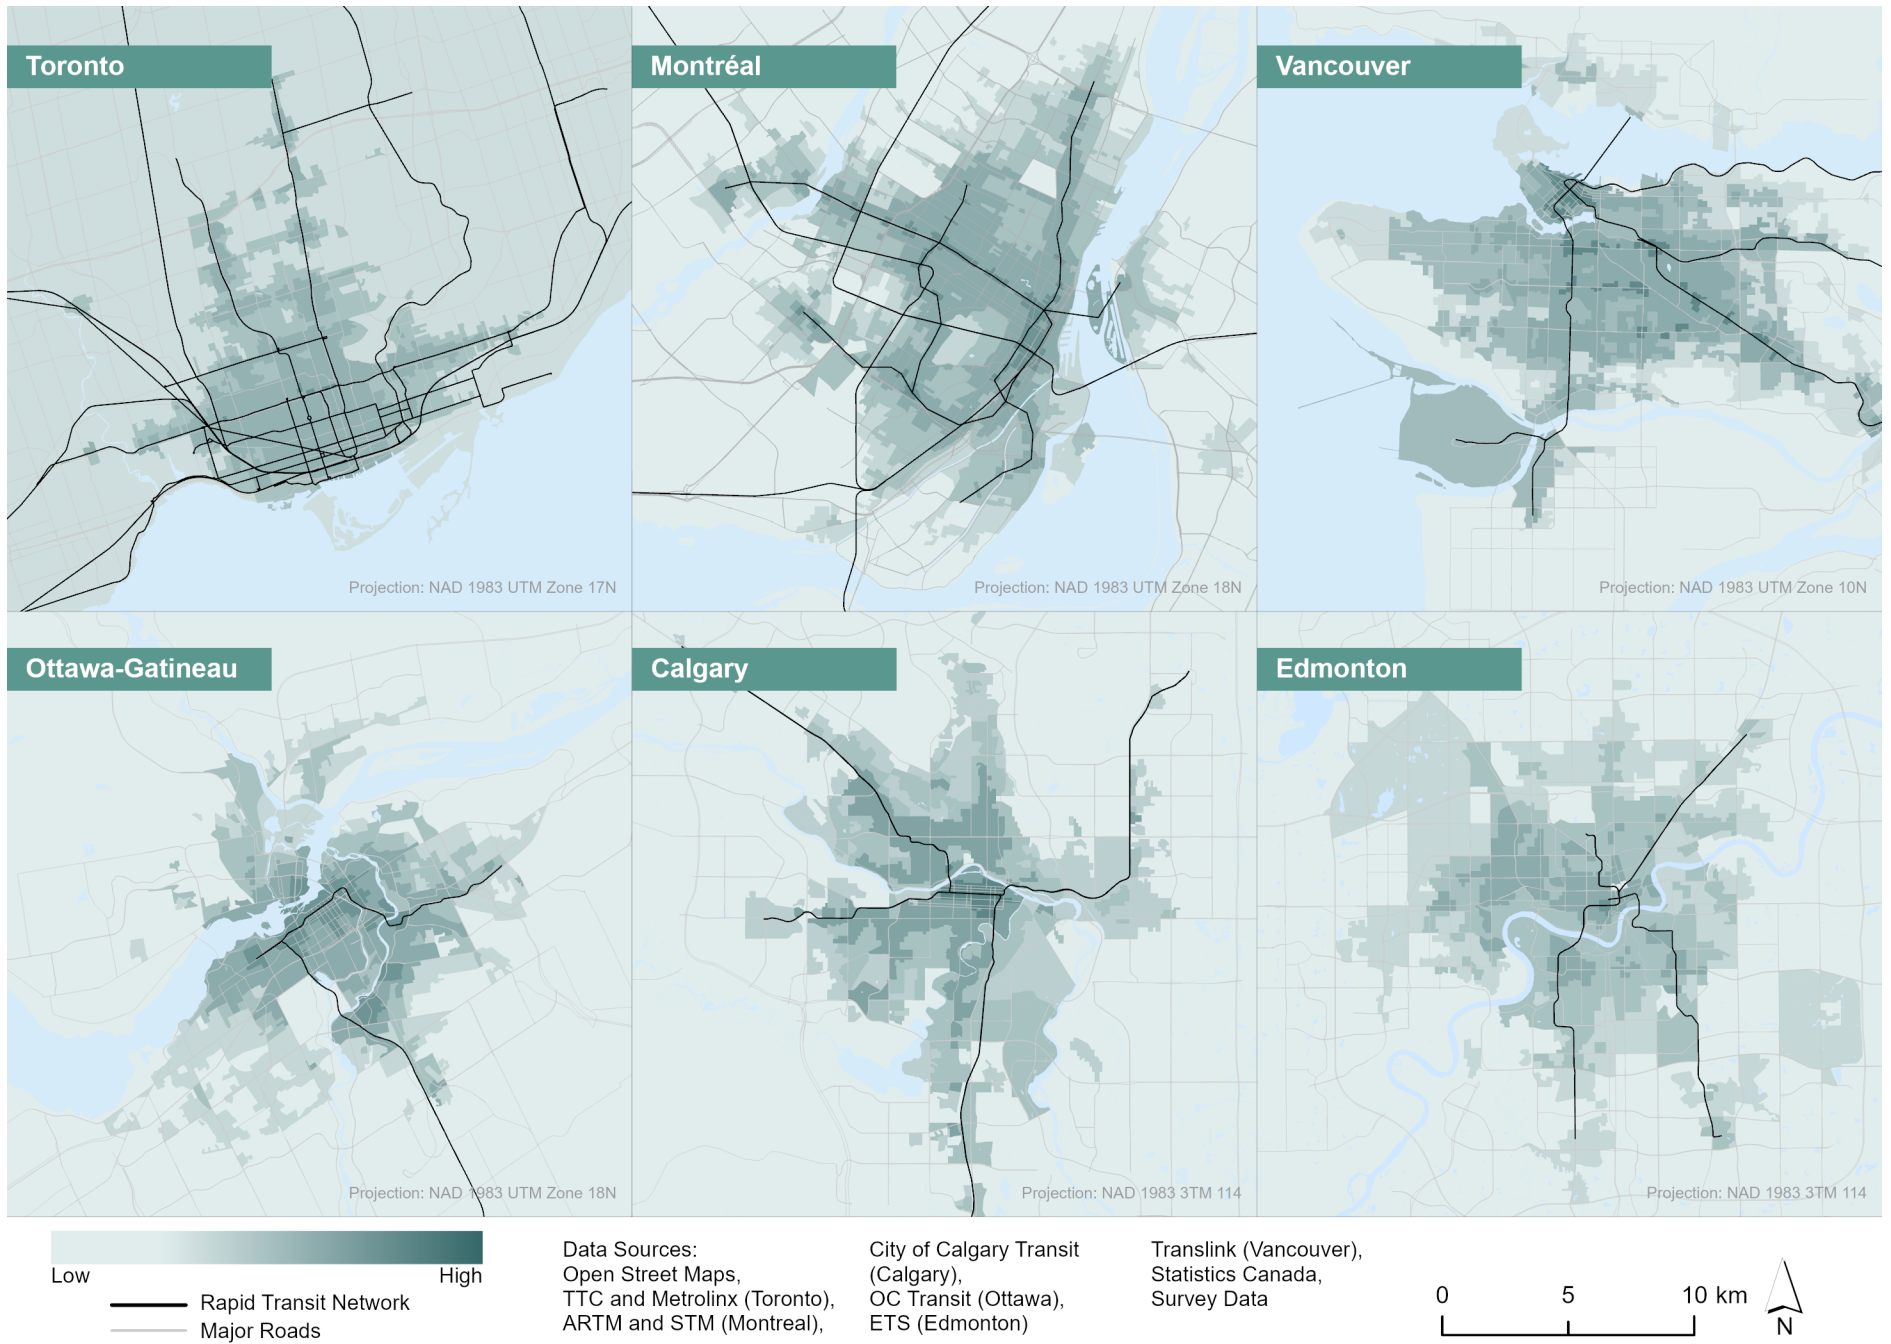 Toronto
Montréal
Vancouver
Projection: NAD 1983 UTM Zone 17N
Projection: NAD 1983 UTM Zone 18N
Projection: NAD 1983 UTM Zone 10N
Ottawa-Gatineau
Calgary
Edmonton
Projection: NAD 1983 UTM Zone 18N
Projection: NAD 1983 3TM 114
Projection: NAD 1983 3TM 114
Low
High
Rapid Transit Network
Major Roads
Data Sources:
Open Street Maps,
TTC and Metrolinx (Toronto),
ARTM and STM (Montreal),
City of Calgary Transit
(Calgary),
OC Transit (Ottawa),
ETS (Edmonton)
Translink (Vancouver),
Statistics Canada,
Survey Data
0 5 10 km
N